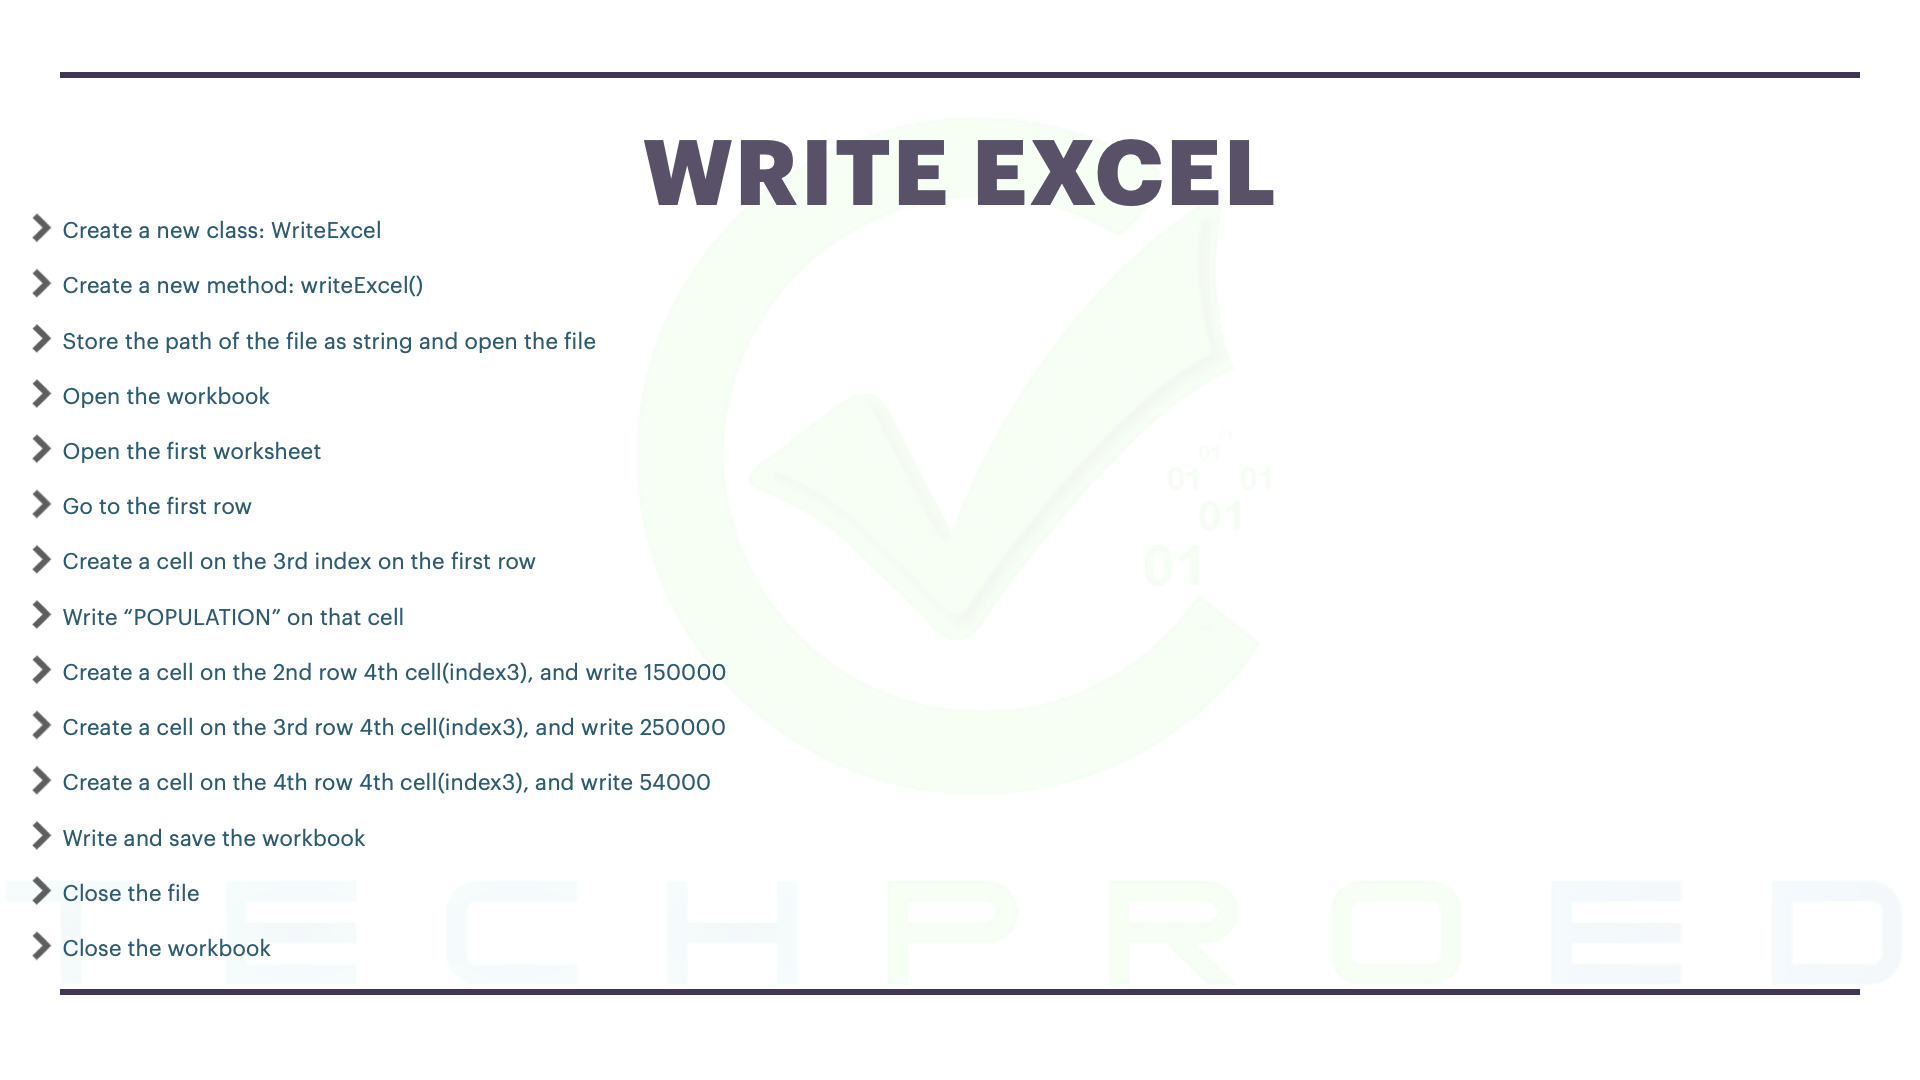 WRITE EXCEL
Create a new class: WriteExcel
Create a new method: writeExcel()
Store the path of the file as string and open the file
Open the workbook
Open the first worksheet
Go to the first row
Create a cell on the 3rd index on the first row
Write “POPULATION” on that cell
Create a cell on the 2nd row 4th cell(index3), and write 150000
Create a cell on the 3rd row 4th cell(index3), and write 250000
Create a cell on the 4th row 4th cell(index3), and write 54000
Write and save the workbook
Close the file
Close the workbook
01
01 01
01
01
TECHPROED